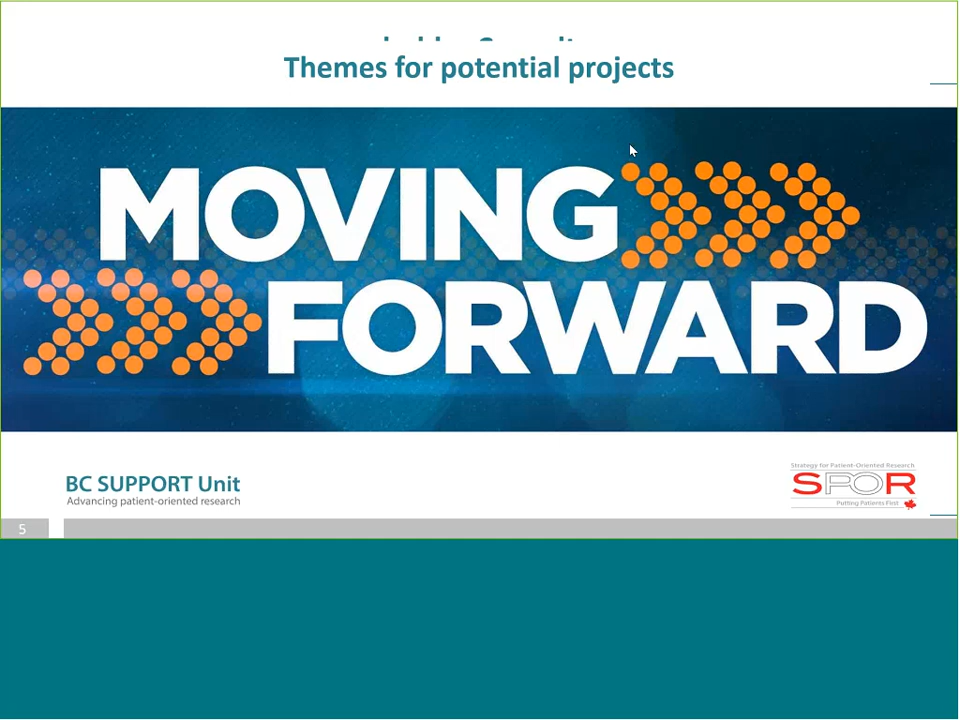 Themes for potential projects
MOVING
FORWARD
BC SUPPORT Unit
Advancing patient-oriented research
Strategy for Patient-Oriented Research
SPOR
Putting Patients First
5